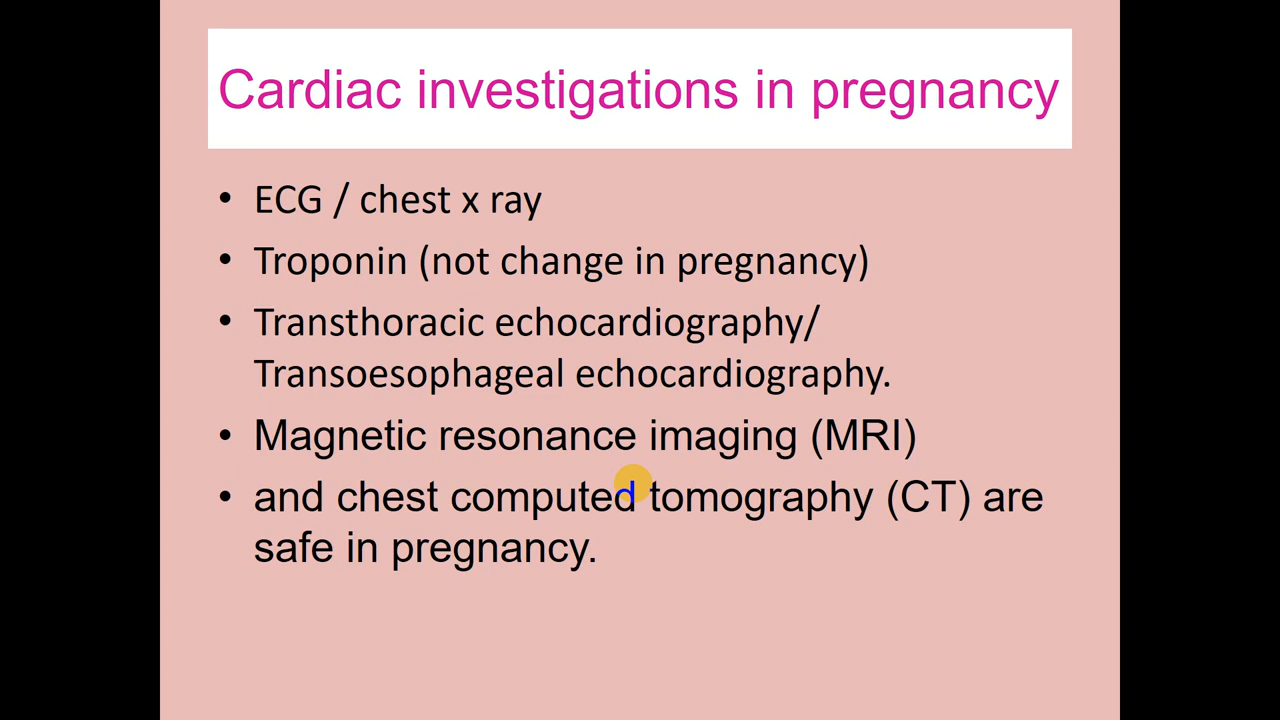 Cardiac investigations in pregnancy
• ECG / chest x ray
• Troponin (not change in pregnancy)
• Transthoracic echocardiography/
Transoesophageal echocardiography.
• Magnetic resonance imaging (MRI)
• and chest computed tomography (CT) are
safe in pregnancy.